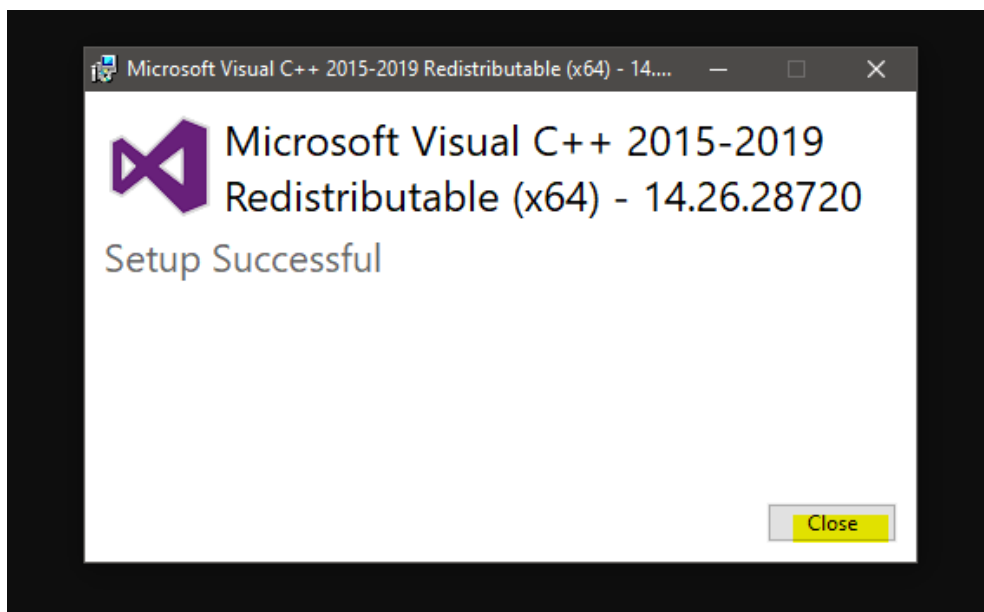 Microsoft Visual C++ 2015-2019 Redistributable (x64) - 14....
Microsoft Visual C++ 2015-2019
Redistributable (x64) - 14.26.28720
Setup Successful
Close